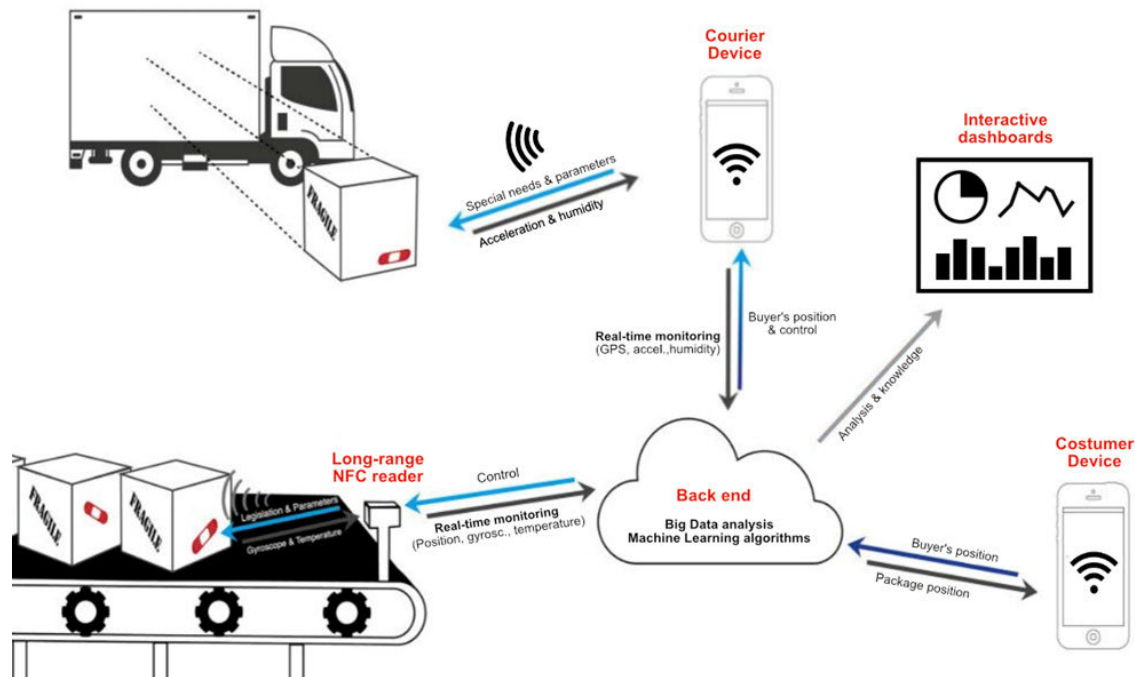 Courier
Device
Interactive
dashboards
Special needs & parameters
Acceleration & humidity
FRAGILE
Real-time monitoring
(GPS, accel.,humidity)
Buyer's position
& control
Analysis & knowledge
Costumer
Device
Long-range
NFC reader
Control
Real-time monitoring
(Position, gyrosc., temperature)
Legislation & Parameters
Gyroscope & Temperature
FRAGILE
FRAGILE
Back end
Big Data analysis
Machine Learning algorithms
Buyer's position
Package position